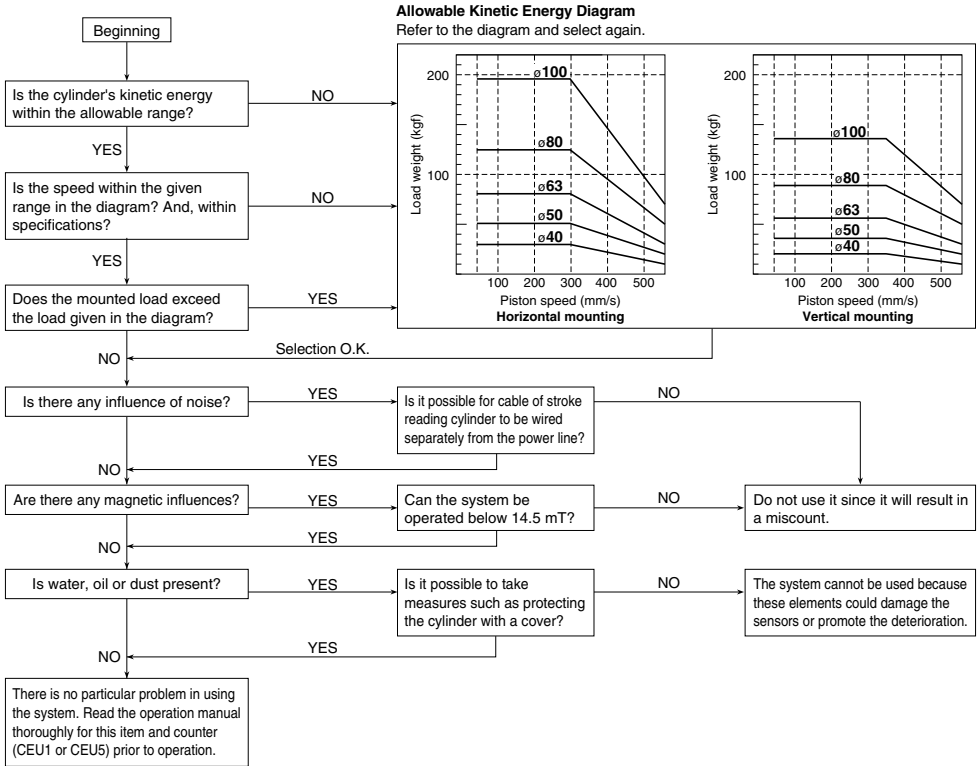 Allowable Kinetic Energy Diagram
Refer to the diagram and select again.
Beginning
Is the cylinder's kinetic energy
within the allowable range?
NO
YES
Is the speed within the given
range in the diagram? And, within
specifications?
NO
YES
Does the mounted load exceed
the load given in the diagram?
YES
NO
Load weight (kgf)
200
100
ø100
ø80
ø63
ø50
ø40
100 200 300 400 500
Piston speed (mm/s)
Horizontal mounting
Load weight (kgf)
200
100
ø100
ø80
ø63
ø50
ø40
100 200 300 400 500
Piston speed (mm/s)
Vertical mounting
Selection O.K.
Is there any influence of noise?
YES
Is it possible for cable of stroke
reading cylinder to be wired
separately from the power line?
NO
YES
NO
Are there any magnetic influences?
YES
Can the system be
operated below 14.5 mT?
NO
Do not use it since it will result in
a miscount.
YES
NO
Is water, oil or dust present?
YES
Is it possible to take
measures such as protecting
the cylinder with a cover?
NO
The system cannot be used because
these elements could damage the
sensors or promote the deterioration.
YES
NO
There is no particular problem in using
the system. Read the operation manual
thoroughly for this item and counter
(CEU1 or CEU5) prior to operation.